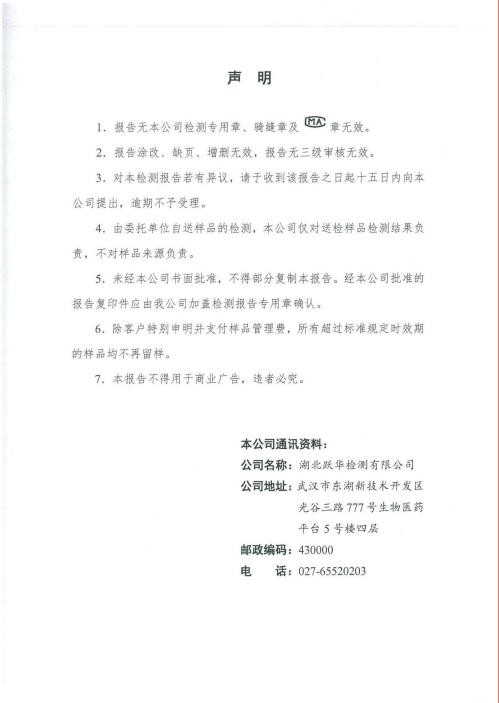 声 明
1. 报告无本公司检测专用章、骑缝章及 MA 章无效。
2. 报告涂改、缺页、增删无效，报告无三级审核无效。
3. 对本检测报告若有异议，请于收到该报告之日起十五日内向本
公司提出，逾期不予受理。
4. 由委托单位自送样品的检测，本公司仅对送检样品检测结果负
责，不对样品来源负责。
5. 未经本公司书面批准，不得部分复制本报告。经本公司批准的
报告复印件应由我公司加盖检测报告专用章确认。
6. 除客户特别申明并支付样品管理费，所有超过标准规定时效期
的样品均不再留样。
7. 本报告不得用于商业广告，违者必究。
本公司通讯资料：
公司名称：湖北跃华检测有限公司
公司地址：武汉市东湖新技术开发区
光谷三路 777 号生物医药
平台 5 号楼四层
邮政编码：430000
电 话：027-65520203